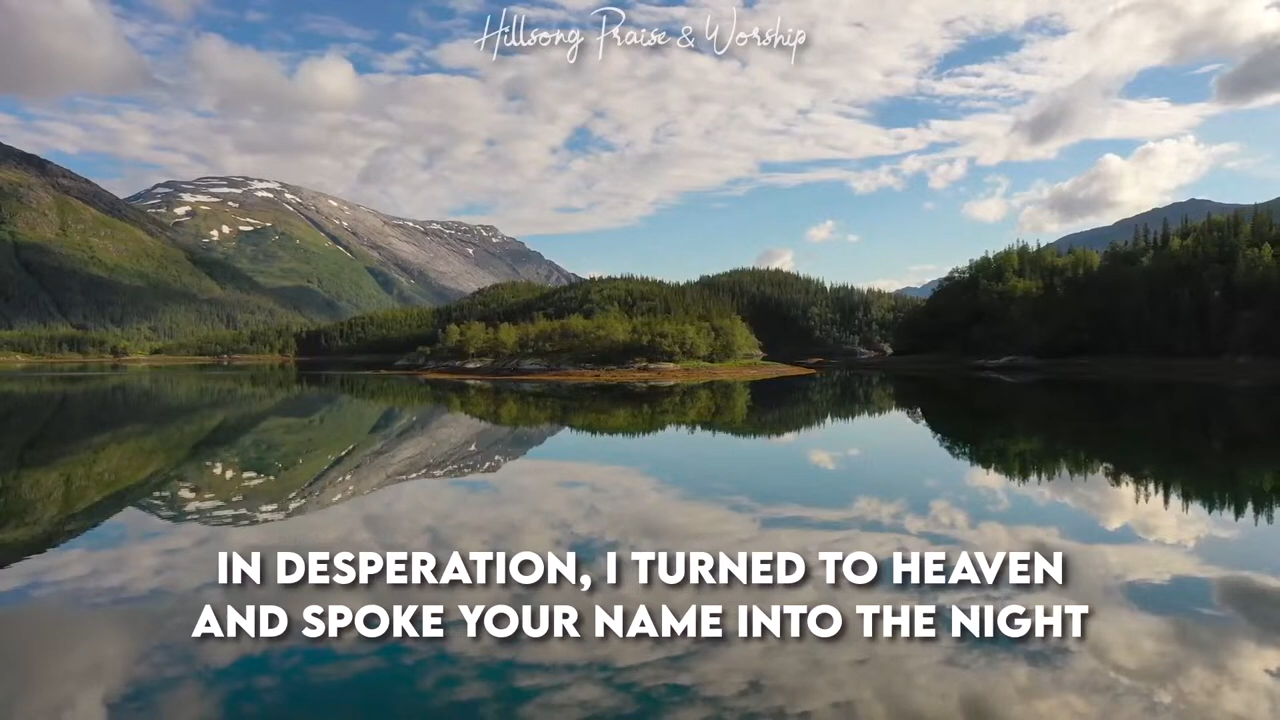 Hillsong Praise & Worship
IN DESPERATION, I TURNED TO HEAVEN
AND SPOKE YOUR NAME INTO THE NIGHT